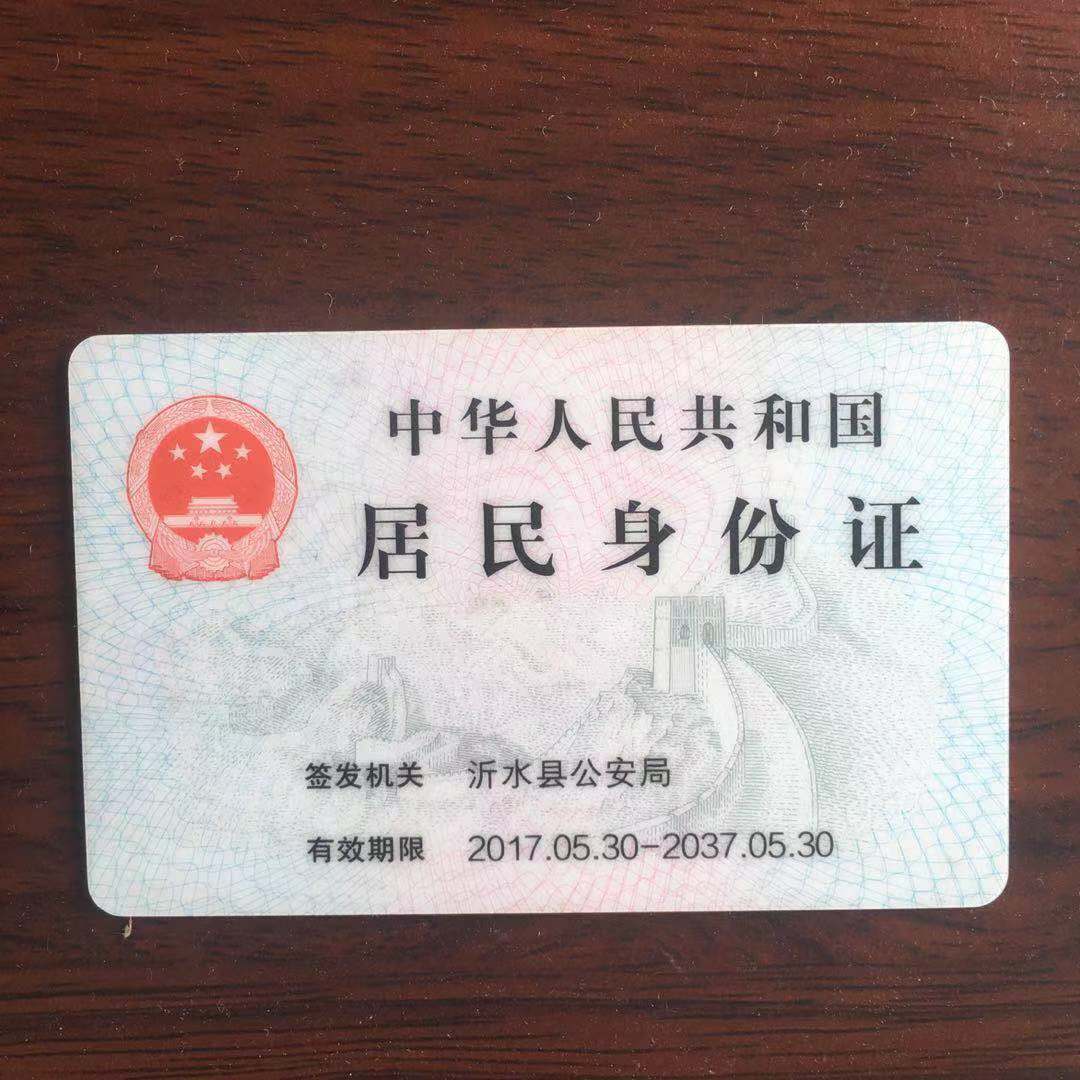 中华人民共和国
居民身份证
签发机关 沂水县公安局
有效期限 2017.05.30-2037.05.30